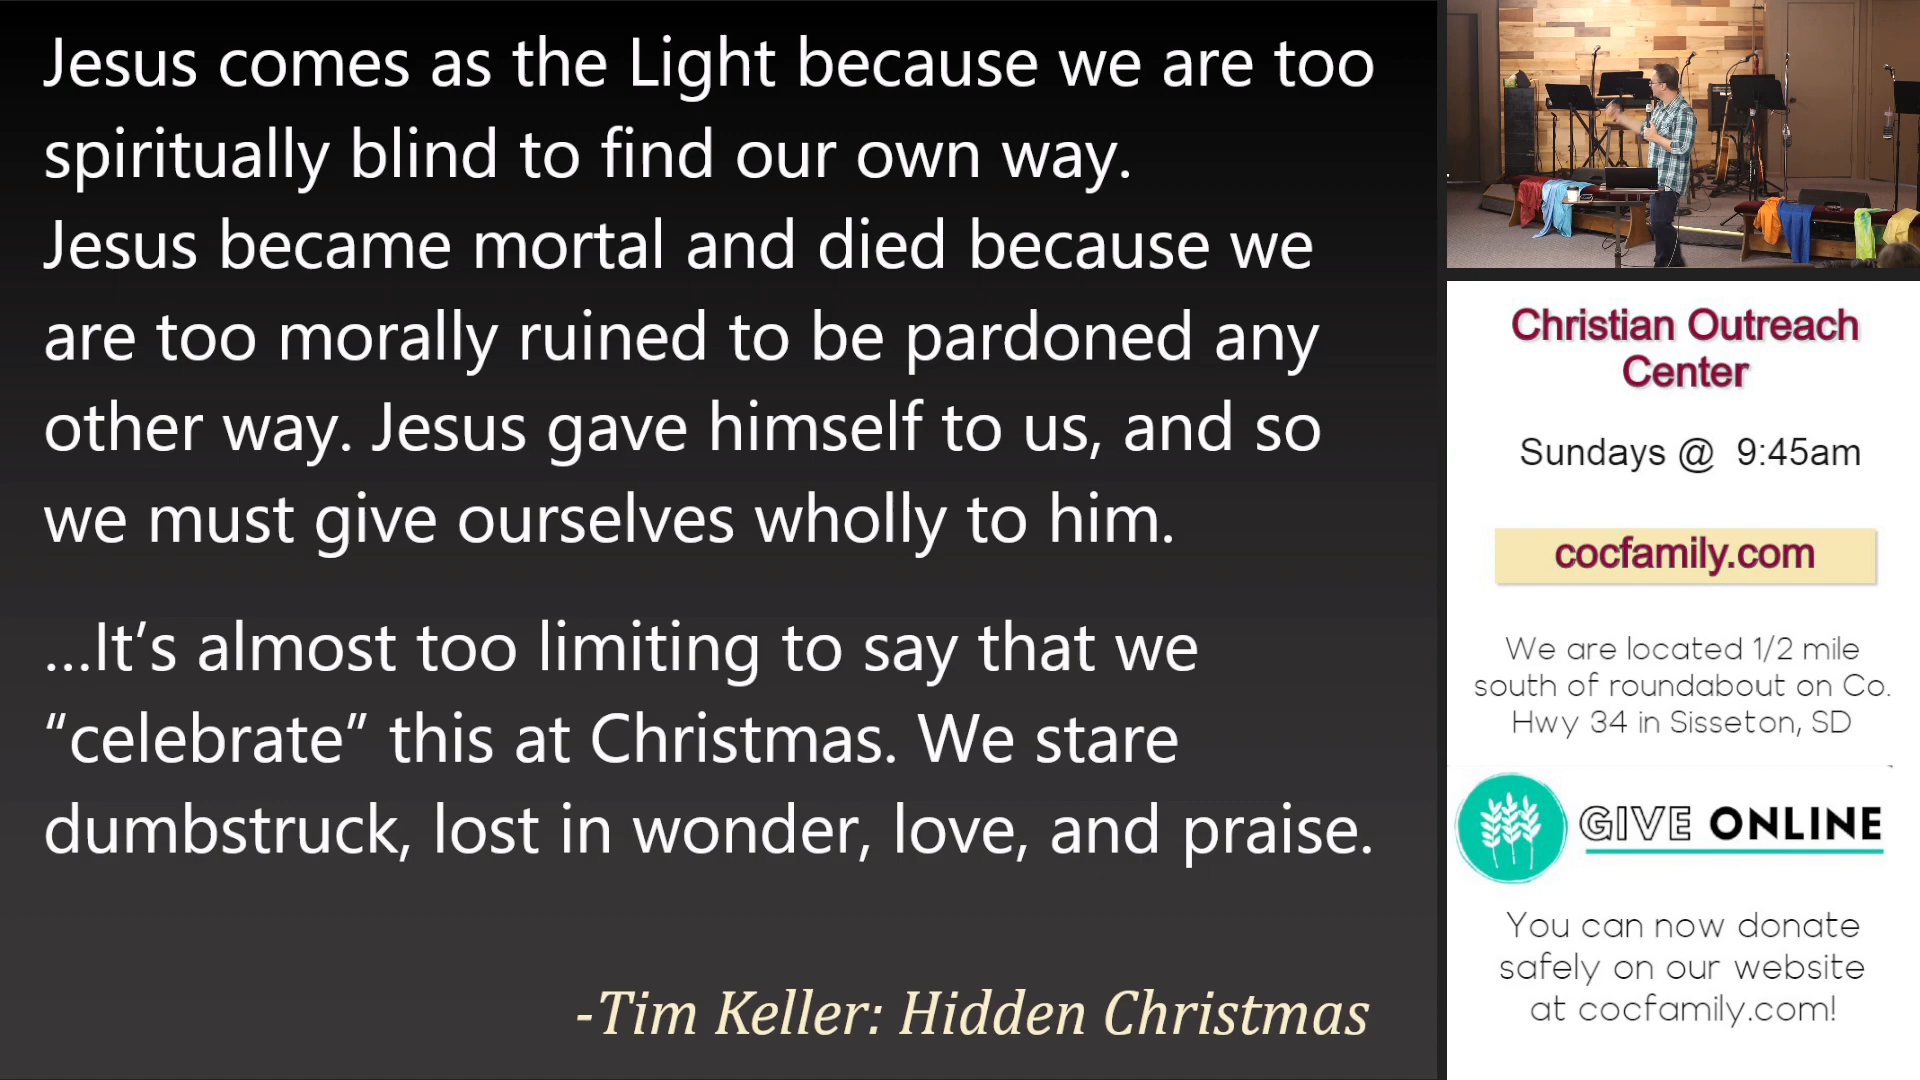 Jesus comes as the Light because we are too
spiritually blind to find our own way.
Jesus became mortal and died because we
are too morally ruined to be pardoned any
other way. Jesus gave himself to us, and so
we must give ourselves wholly to him.
…It’s almost too limiting to say that we
“celebrate” this at Christmas. We stare
dumbstruck, lost in wonder, love, and praise.
-Tim Keller: Hidden Christmas
Christian Outreach
Center
Sundays @ 9:45am
cocfamily.com
We are located 1/2 mile
south of roundabout on Co.
Hwy 34 in Sisseton, SD
GIVE ONLINE
You can now donate
safely on our website
at cocfamily.com!